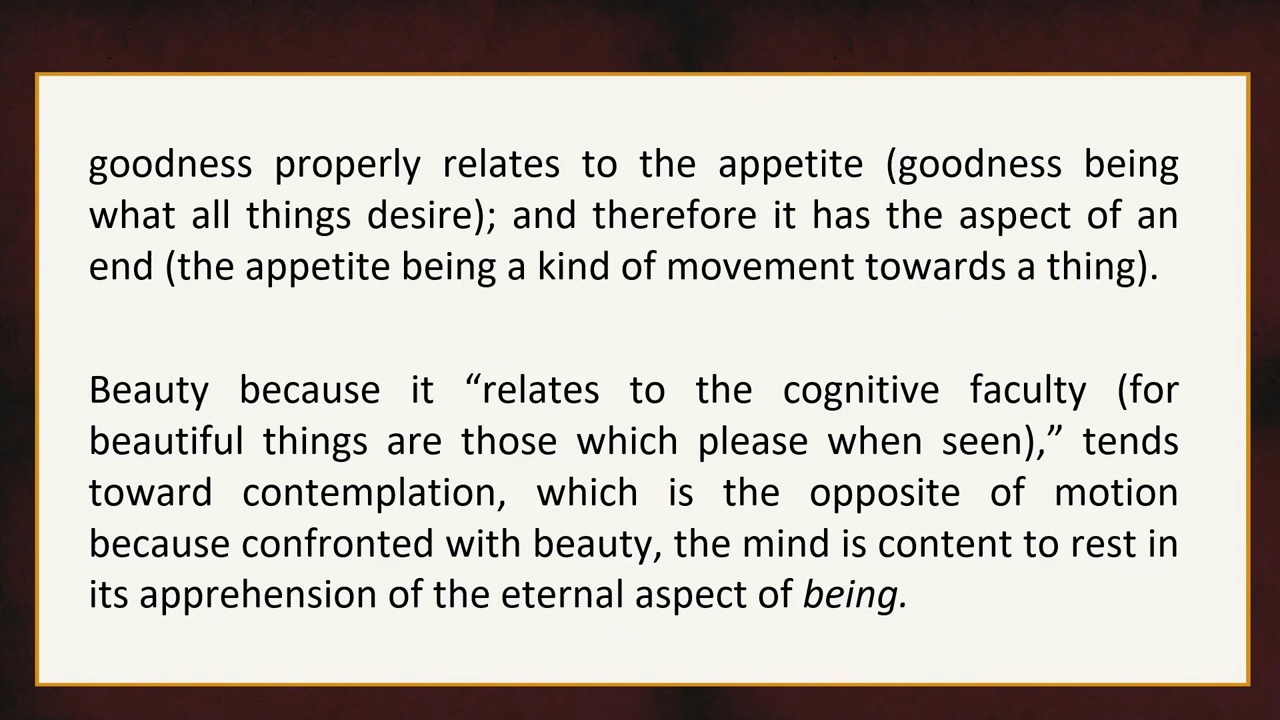 goodness properly relates to the appetite (goodness being
what all things desire); and therefore it has the aspect of an
end (the appetite being a kind of movement towards a thing).
Beauty because it “relates to the cognitive faculty (for
beautiful things are those which please when seen),” tends
toward contemplation, which is the opposite of motion
because confronted with beauty, the mind is content to rest in
its apprehension of the eternal aspect of being.